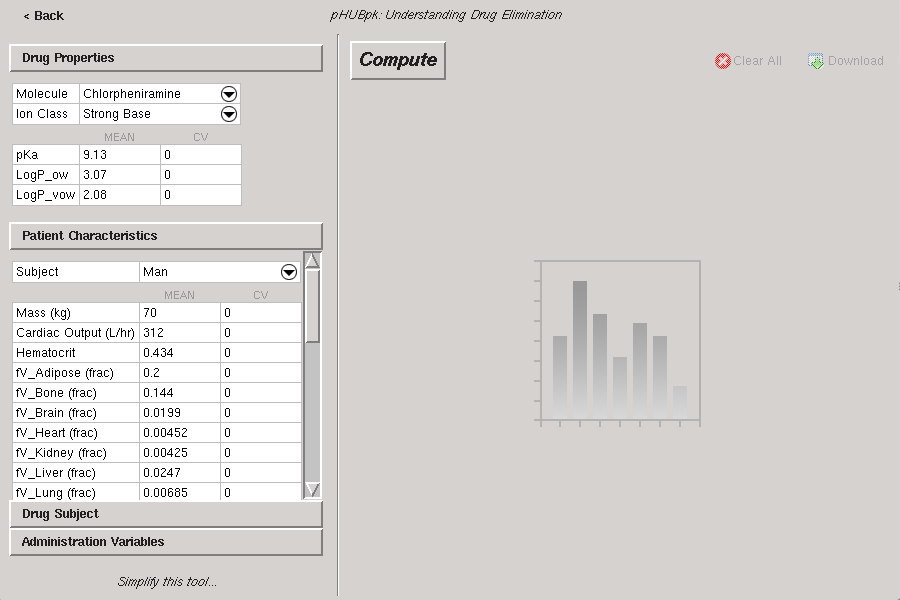 < Back
pHUBpk: Understanding Drug Elimination
Drug Properties
Molecule Chlorpheniramine
Ion Class Strong Base
MEAN CV
pKa 9.13 0
LogP_ow 3.07 0
LogP_vow 2.08 0
Patient Characteristics
Subject Man
MEAN CV
Mass (kg) 70 0
Cardiac Output (L/hr) 312 0
Hematocrit 0.434 0
fV_Adipose (frac) 0.2 0
fV_Bone (frac) 0.144 0
fV_Brain (frac) 0.0199 0
fV_Heart (frac) 0.00452 0
fV_Kidney (frac) 0.00425 0
fV_Liver (frac) 0.0247 0
fV_Lung (frac) 0.00685 0
Drug Subject
Administration Variables
Simplify this tool...
Compute
Clear All
Download